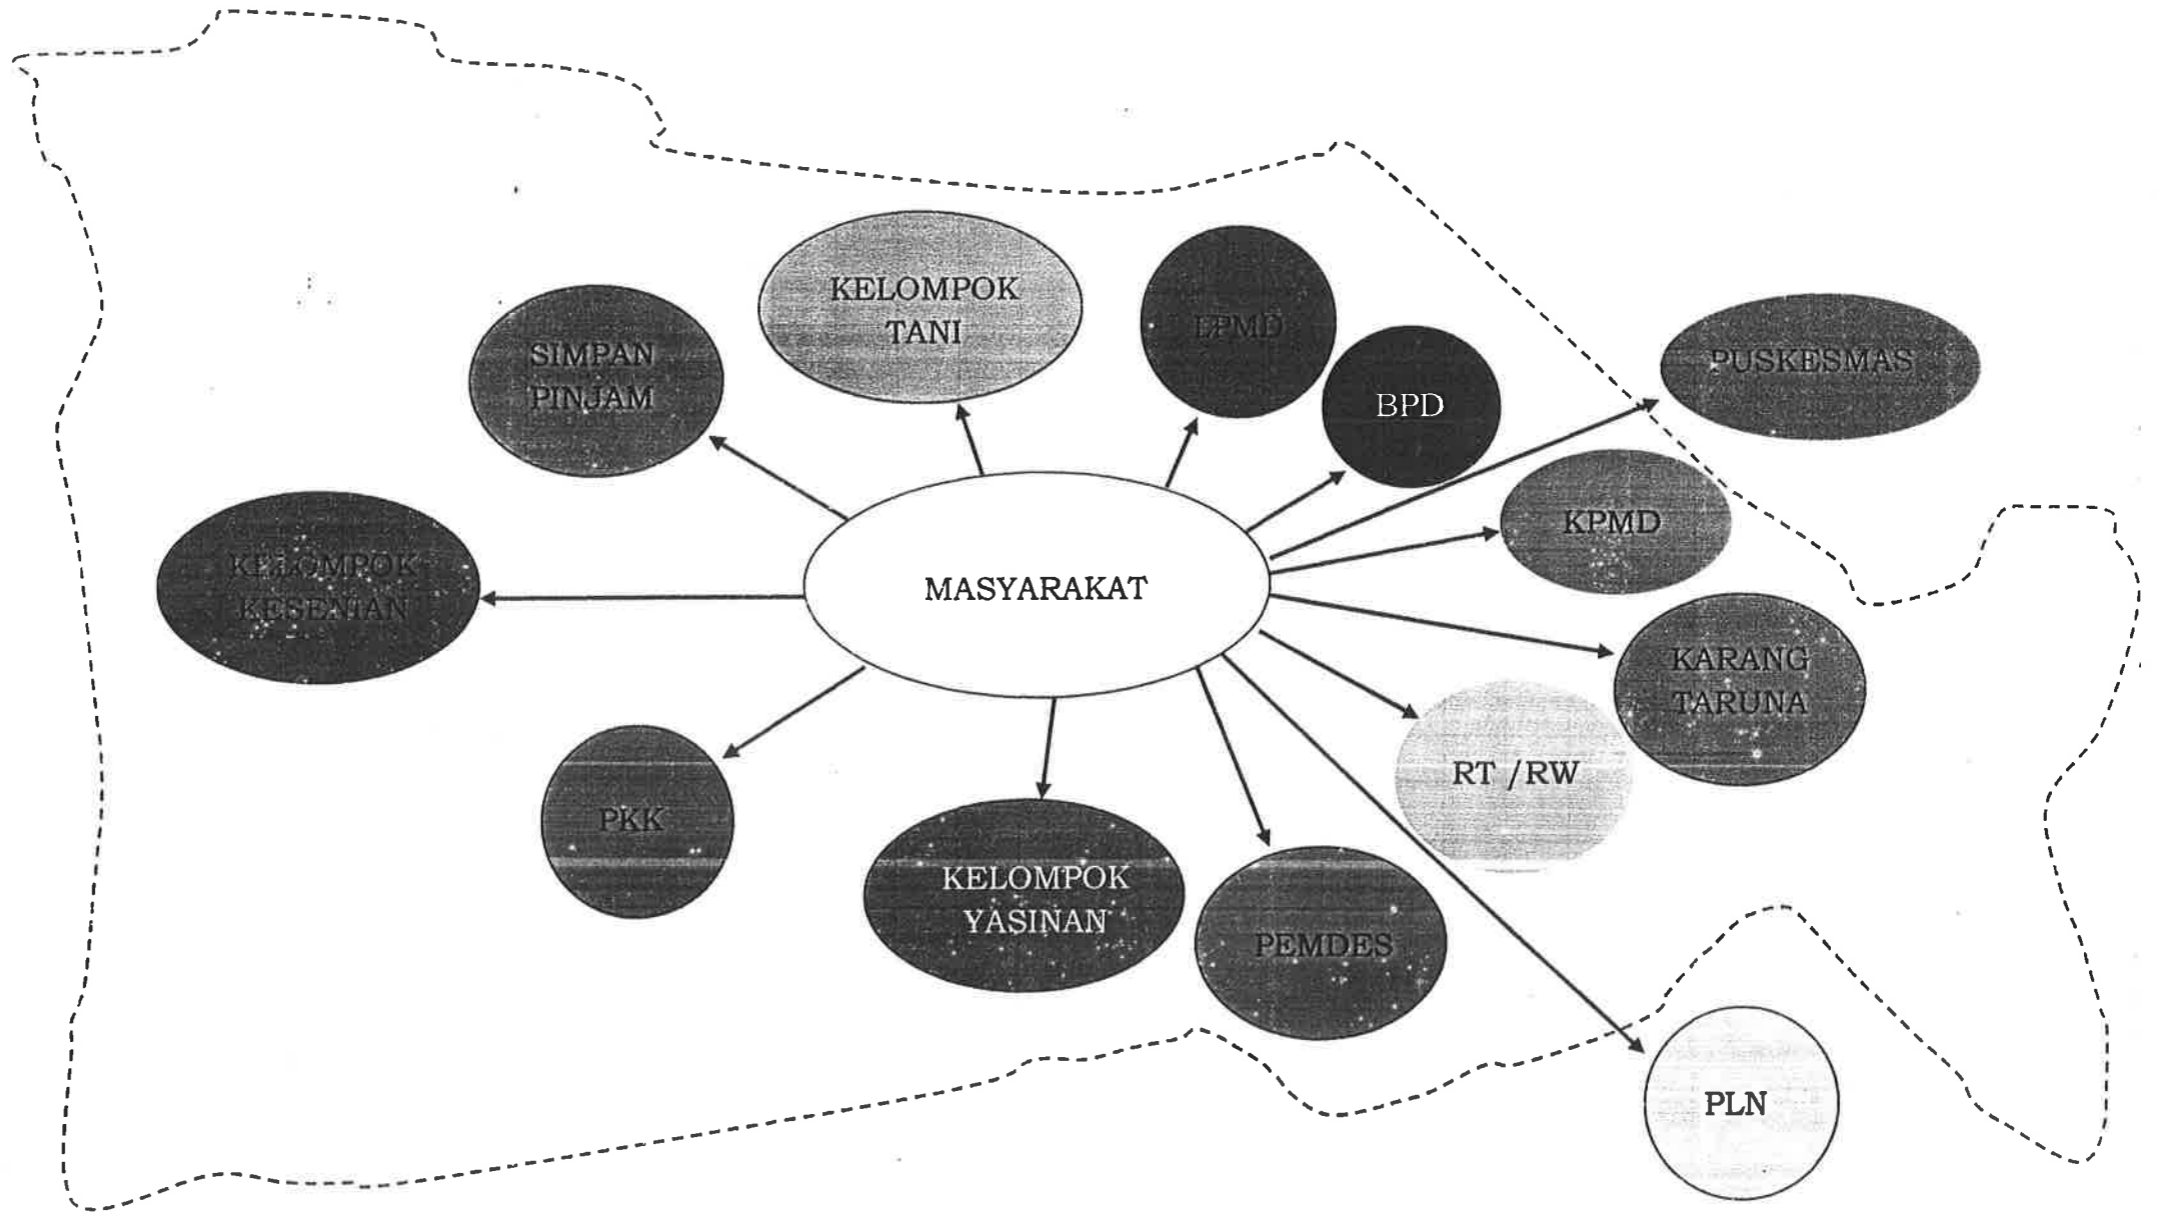 KELOMPOK
TANI
LPMD
SIMPAN
PINJAM
BPD
PUSKESMAS
KPMD
KELOMPOK
KESENIAN
MASYARAKAT
KARANG
TARUNA
RT /RW
PKK
KELOMPOK
YASINAN
PEMDES
PLN